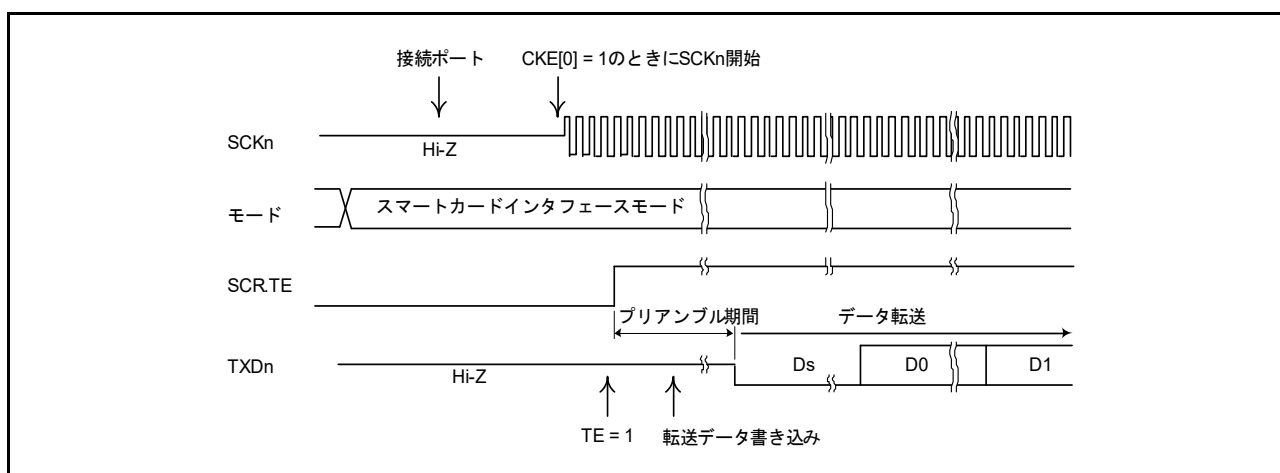 接続ポート
CKE[0] = 1のときにSCKn開始
SCKn
Hi-Z
モード
スマートカードインタフェースモード
SCR.TE
プリアンブル期間
データ転送
TXDn
Hi-Z
Ds
D0
D1
TE = 1
転送データ書き込み